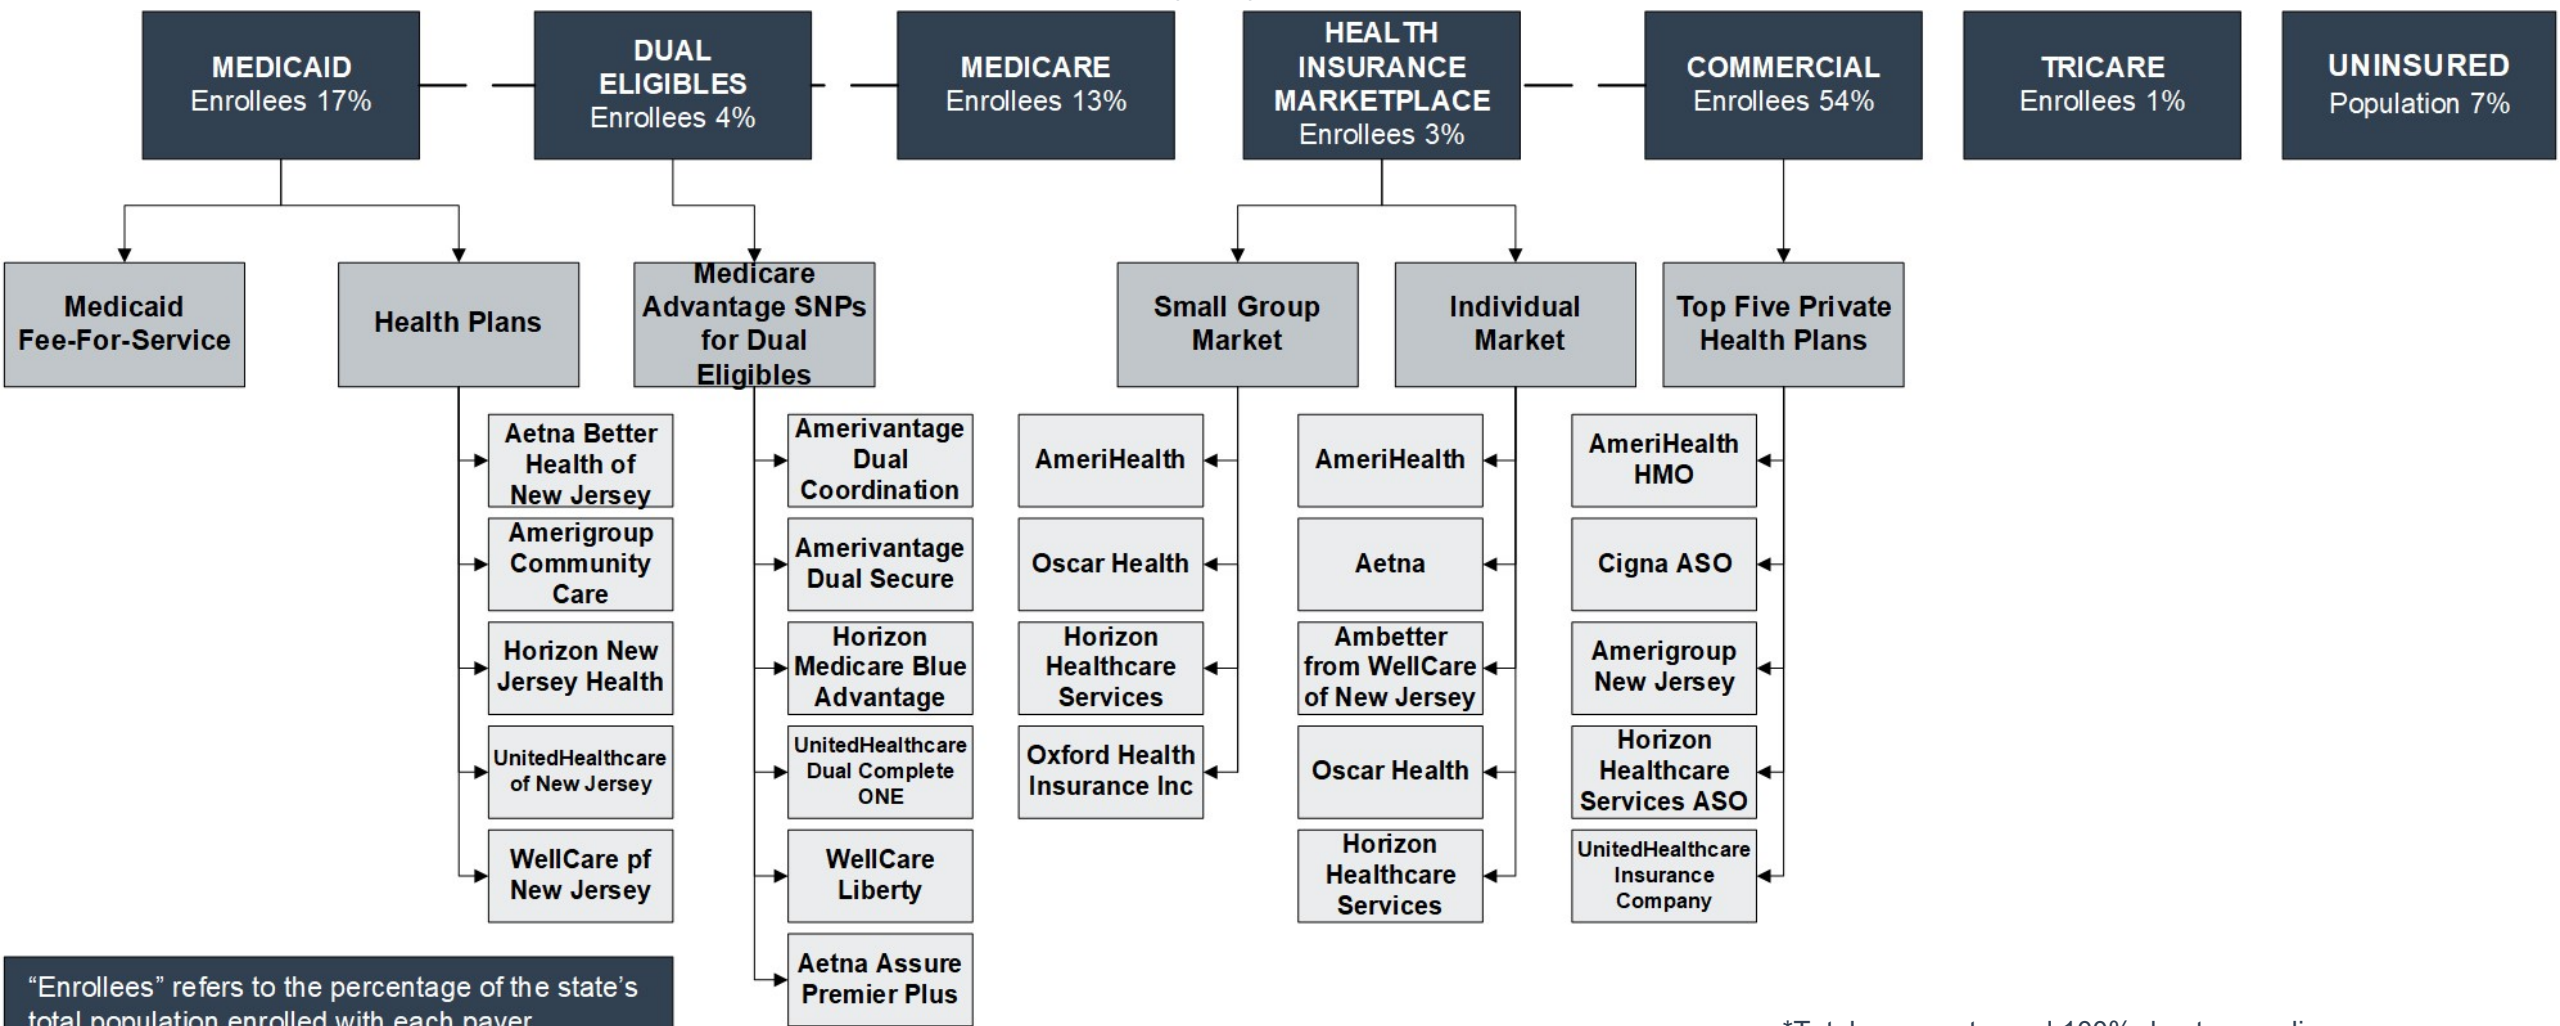 MEDICAID
Enrollees 17%
DUAL
ELIGIBLES
Enrollees 4%
MEDICARE
Enrollees 13%
HEALTH
INSURANCE
MARKETPLACE
Enrollees 3%
COMMERCIAL
Enrollees 54%
TRICARE
Enrollees 1%
UNINSURED
Population 7%
Medicaid
Fee-For-Service
Health Plans
Medicare
Advantage SNPs
for Dual
Eligibles
Small Group
Market
Individual
Market
Top Five Private
Health Plans
Aetna Better
Health of
New Jersey
Amerigroup
Community
Care
Horizon New
Jersey Health
UnitedHealthcare
of New Jersey
WellCare pf
New Jersey
Amerivantage
Dual
Coordination
Amerivantage
Dual Secure
Horizon
Medicare Blue
Advantage
UnitedHealthcare
Dual Complete
ONE
WellCare
Liberty
Aetna Assure
Premier Plus
AmeriHealth
Oscar Health
Horizon
Healthcare
Services
Oxford Health
Insurance Inc
AmeriHealth
Aetna
Ambetter
from WellCare
of New Jersey
Oscar Health
Horizon
Healthcare
Services
AmeriHealth
HMO
Cigna ASO
Amerigroup
New Jersey
Horizon
Healthcare
Services ASO
UnitedHealthcare
Insurance
Company
“Enrollees” refers to the percentage of the state’s
total population enrolled with each payer